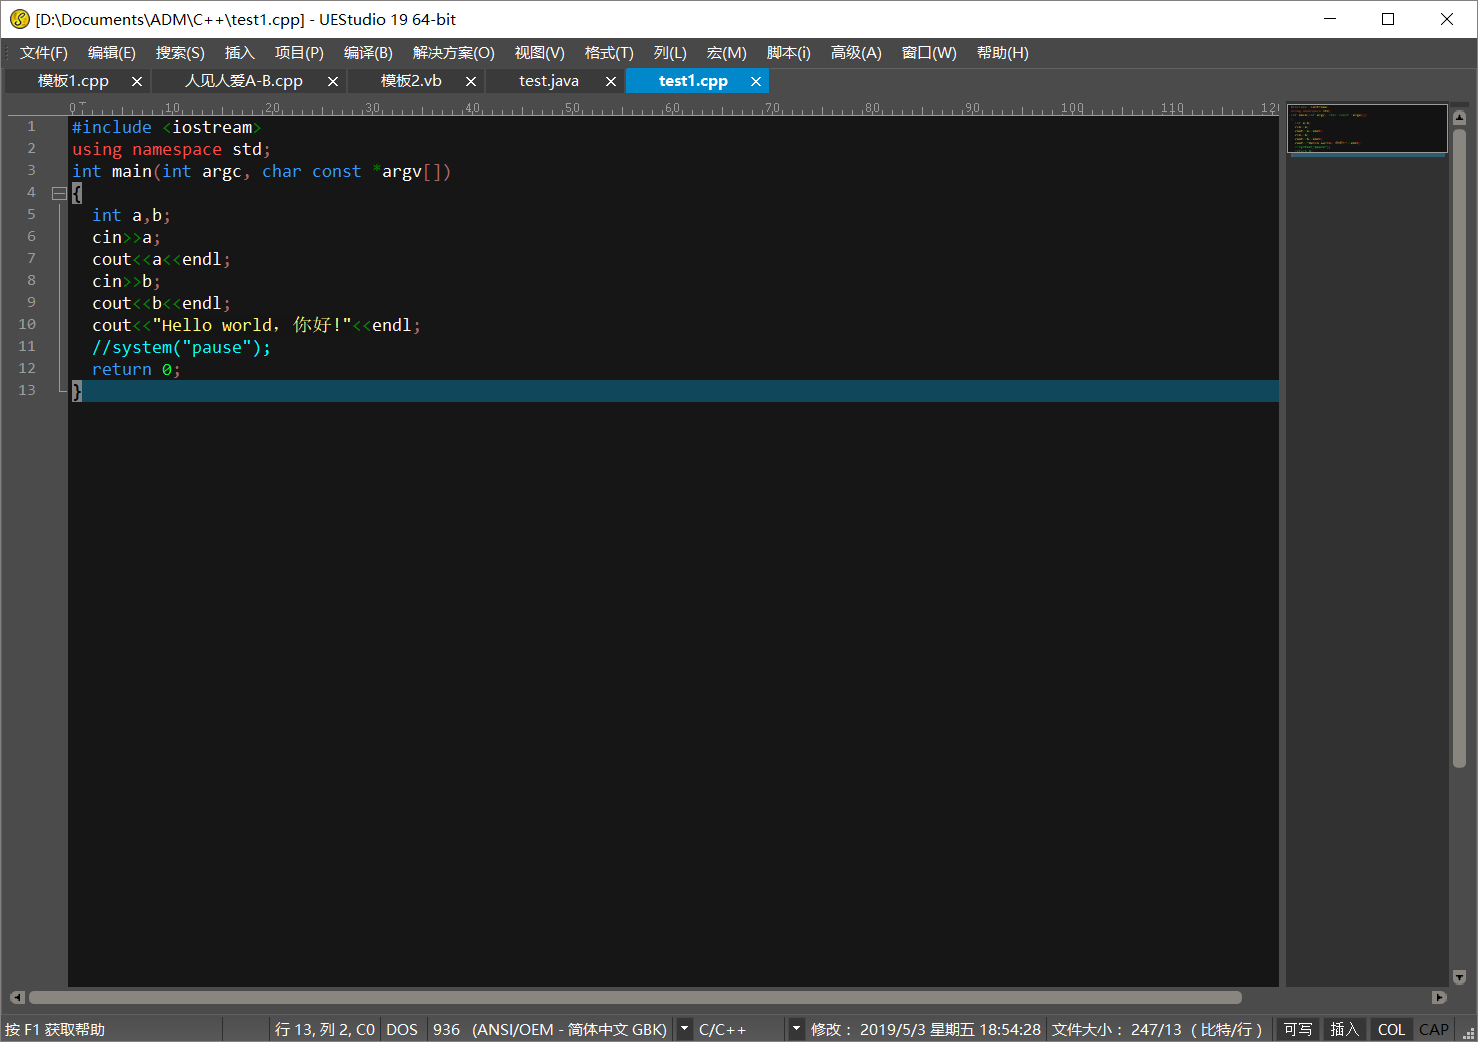 [D:\Documents\ADM\C++\test1.cpp] - UEStudio 19 64-bit
文件(F) 编辑(E) 搜索(S) 插入 项目(P) 编译(B) 解决方案(O) 视图(V) 格式(T) 列(L) 宏(M) 脚本(i) 高级(A) 窗口(W) 帮助(H)
模板1.cpp 人见人爱A-B.cpp 模板2.vb test.java test1.cpp
0 10 20 30 40 50 60 70 80 90 100 110 120
1 #include <iostream>
2 using namespace std;
3 int main(int argc, char const *argv[])
4 {
5 int a,b;
6 cin>>a;
7 cout<<a<<endl;
8 cin>>b;
9 cout<<b<<endl;
10 cout<<"Hello world，你好!"<<endl;
11 //system("pause");
12 return 0;
13 }
按 F1 获取帮助 行 13, 列 2, C0 DOS 936 (ANSI/OEM - 简体中文 GBK) C/C++ 修改： 2019/5/3 星期五 18:54:28 文件大小： 247/13 ( 比特/行 ) 可写 插入 COL CAP